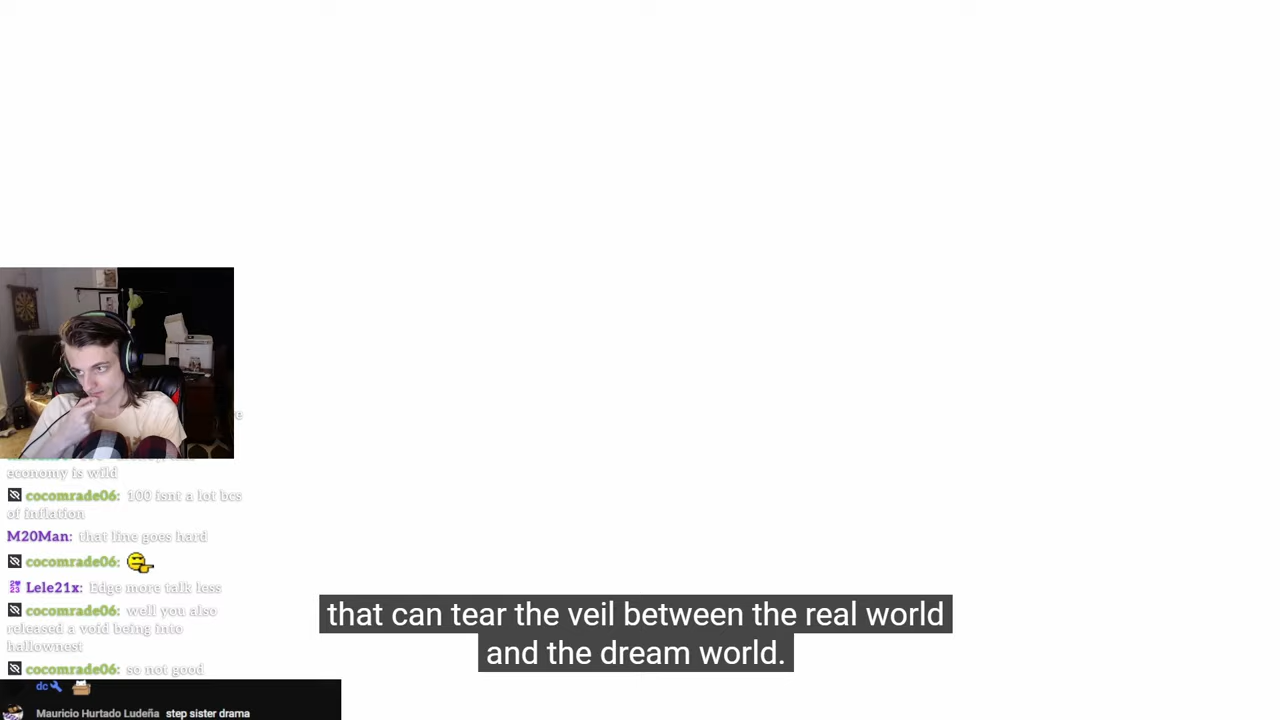 economy is wild
cocomrade06: 100 isnt a lot bcs
of inflation
M20Man: that line goes hard
cocomrade06:
Lele21x: Edge more talk less
cocomrade06: well you also
released a void being into
hallownest
cocomrade06: so not good
dc
Mauricio Hurtado Ludeña step sister drama
that can tear the veil between the real world
and the dream world.